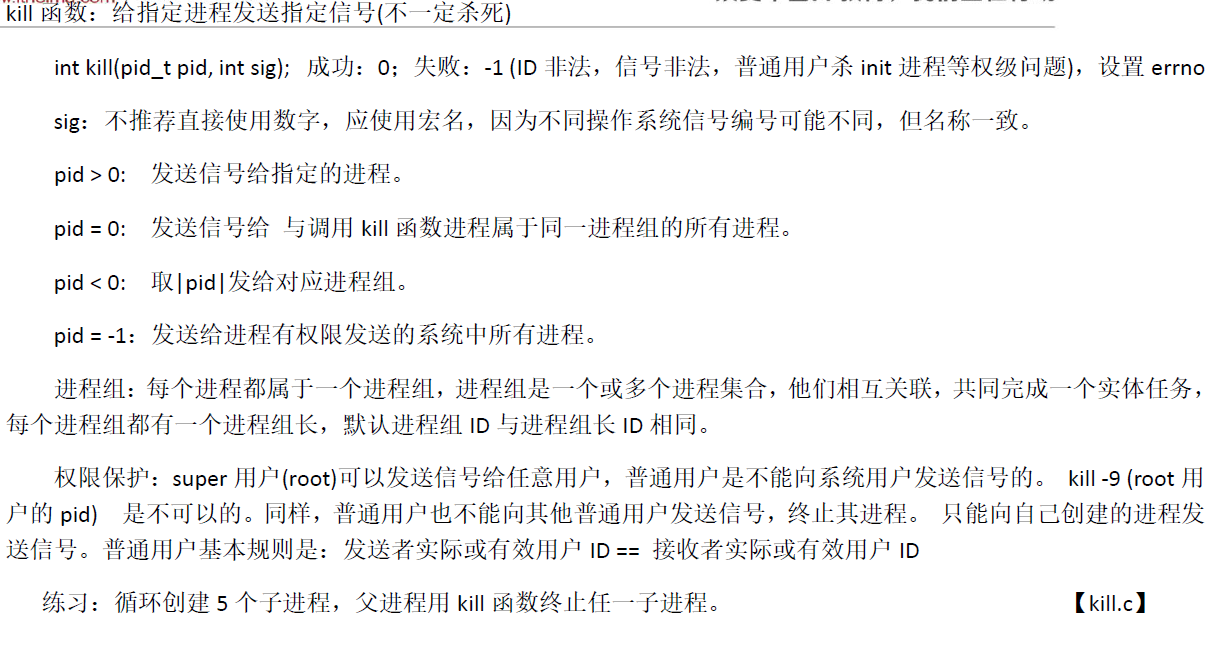 kill 函数：给指定进程发送指定信号(不一定杀死)
int kill(pid_t pid, int sig); 成功：0；失败：-1 (ID 非法，信号非法，普通用户杀 init 进程等权级问题)，设置 errno
sig：不推荐直接使用数字，应使用宏名，因为不同操作系统信号编号可能不同，但名称一致。
pid > 0: 发送信号给指定的进程。
pid = 0: 发送信号给 与调用 kill 函数进程属于同一进程组的所有进程。
pid < 0: 取|pid|发给对应进程组。
pid = -1：发送给进程有权限发送的系统中所有进程。
进程组：每个进程都属于一个进程组，进程组是一个或多个进程集合，他们相互关联，共同完成一个实体任务，
每个进程组都有一个进程组长，默认进程组 ID 与进程组长 ID 相同。
权限保护：super 用户(root)可以发送信号给任意用户，普通用户是不能向系统用户发送信号的。 kill -9 (root 用
户的 pid) 是不可以的。同样，普通用户也不能向其他普通用户发送信号，终止其进程。 只能向自己创建的进程发
送信号。普通用户基本规则是：发送者实际或有效用户 ID == 接收者实际或有效用户 ID
练习：循环创建 5 个子进程，父进程用 kill 函数终止任一子进程。 【kill.c】